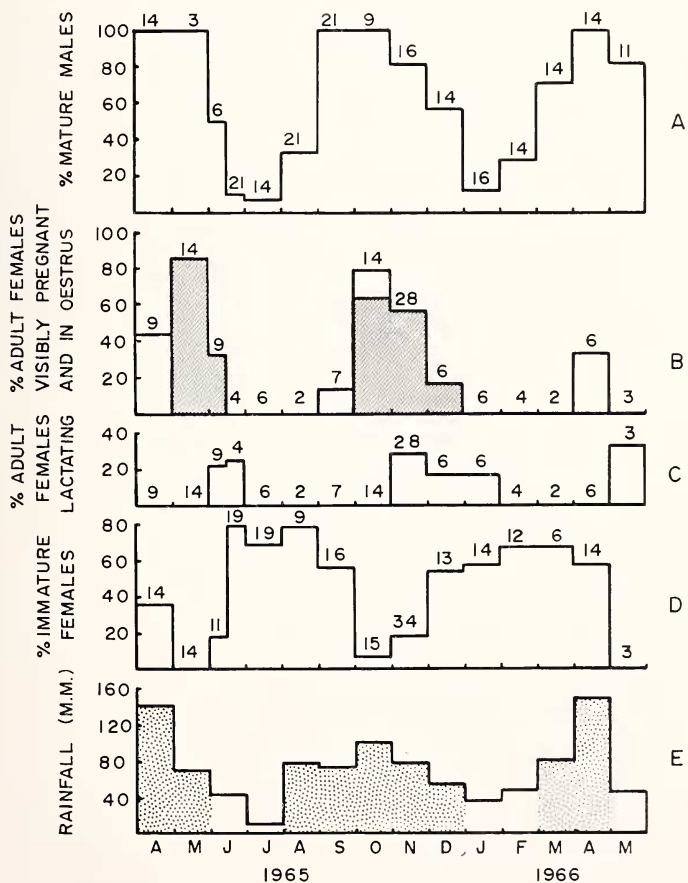 % MATURE MALES
100
80
60
40
20
14 3 6 21 14 21 21 9 16 14 16 14 14 14 11
A
% ADULT FEMALES
VISIBLY PREGNANT
AND IN OESTRUS
100
80
60
40
20
9 14 9 4 6 2 7 14 28 6 6 4 2 6 3
B
% ADULT
FEMALES
LACTATING
40
20
9 14 9 4 6 2 7 14 28 6 6 4 2 6 3
C
% IMMATURE
FEMALES
80
60
40
20
14 14 11 19 19 9 16 15 34 13 14 12 6 14 3
D
RAINFALL (M.M.)
160
120
80
40
E
A M J J A S O N D J F M A M
1965 1966